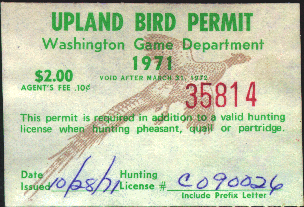 UPLAND BIRD PERMIT
Washington Game Department
1971
$2.00 VOID AFTER MARCH 31, 1972
AGENT'S FEE .10¢
35814
This permit is required in addition to a valid hunting
license when hunting pheasant, quail or partridge.
Date Issued 10/28/71 Hunting License # C090026
Include Prefix Letter